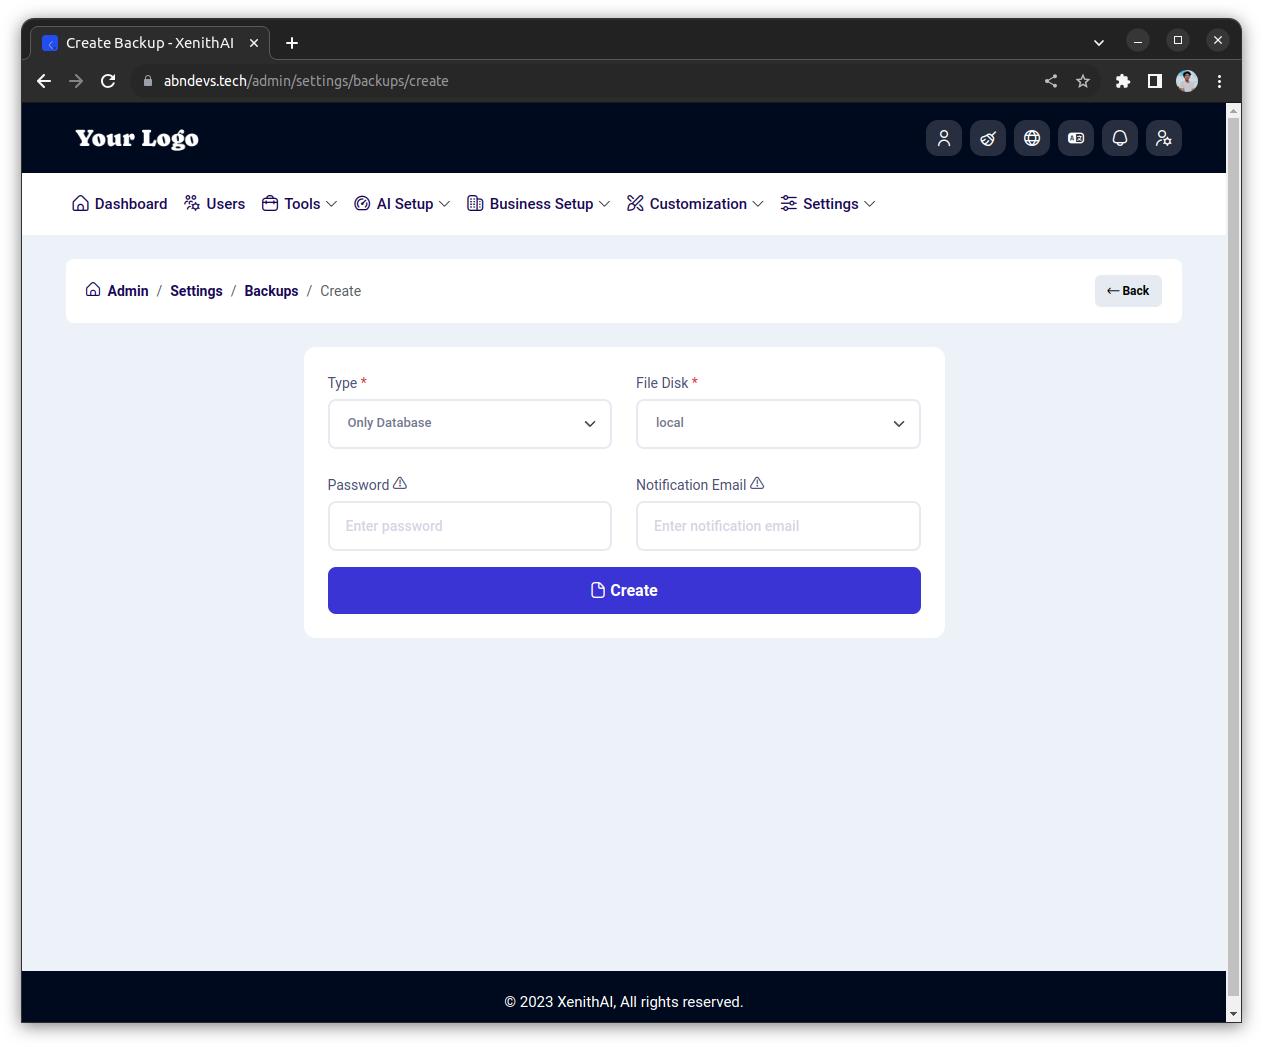 Create Backup - XenithAI
abndevs.tech/admin/settings/backups/create
Your Logo
Dashboard Users Tools AI Setup Business Setup Customization Settings
Admin / Settings / Backups / Create
Back
Type * File Disk *
Only Database local
Password Notification Email
Enter password Enter notification email
Create
© 2023 XenithAI, All rights reserved.